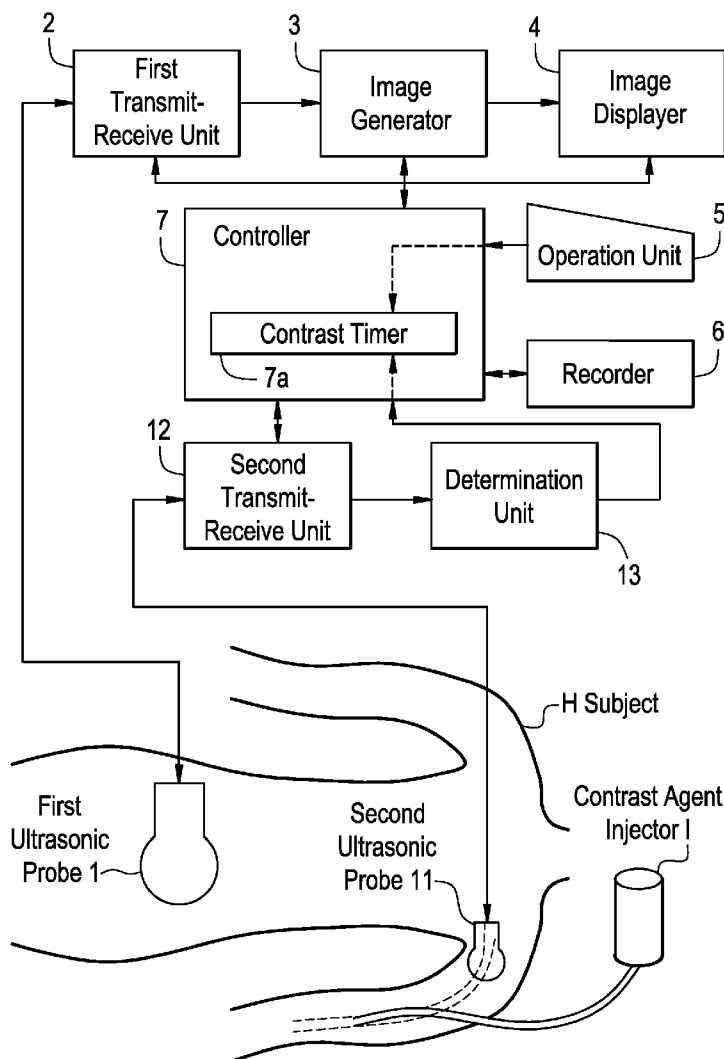 2
First
Transmit-
Receive Unit
3
Image
Generator
4
Image
Displayer
7
Controller
Operation Unit
5
Contrast Timer
7a
Recorder
6
12
Second
Transmit-
Receive Unit
Determination
Unit
13
H Subject
First
Ultrasonic
Probe 1
Second
Ultrasonic
Probe 11
Contrast Agent
Injector I